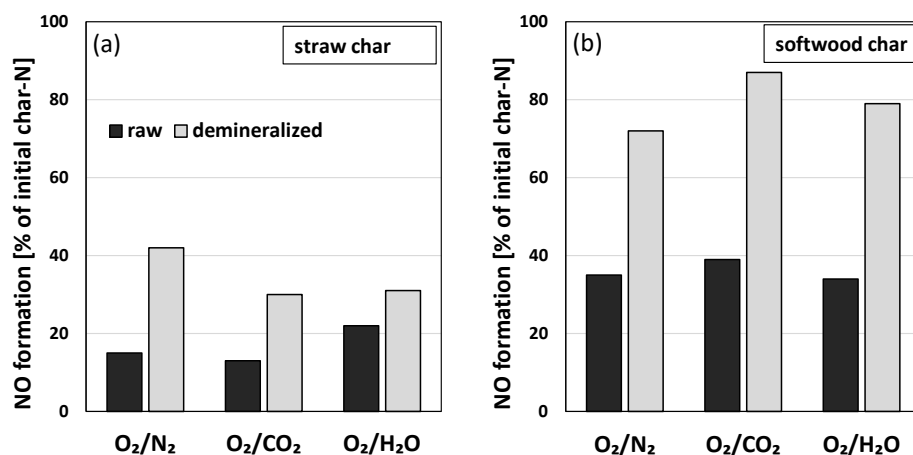 (a)
straw char
raw
demineralized
NO formation [% of initial char-N]
100
80
60
40
20
0
O₂/N₂
O₂/CO₂
O₂/H₂O
(b)
softwood char
NO formation [% of initial char-N]
100
80
60
40
20
0
O₂/N₂
O₂/CO₂
O₂/H₂O